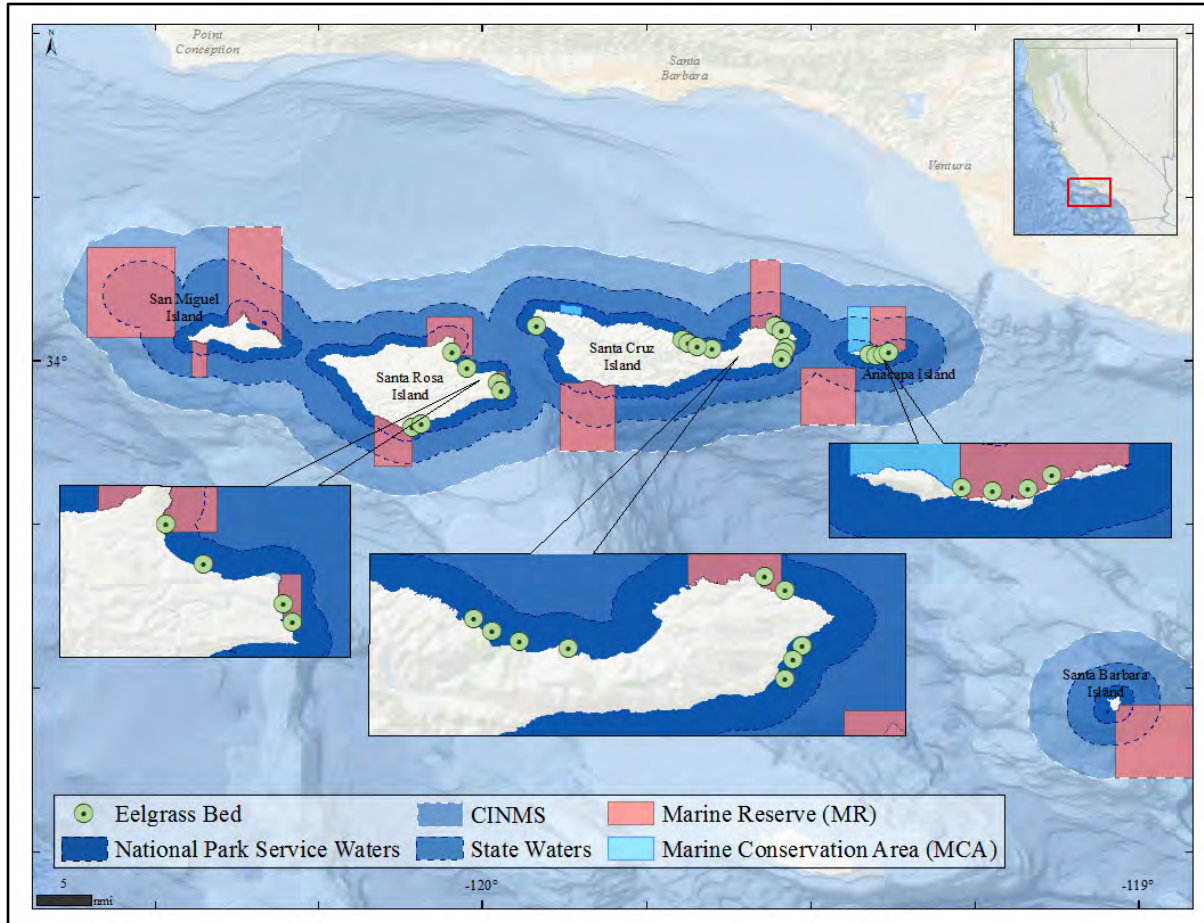 N
Point
Conception
Santa
Barbara
Ventura
San Miguel
Island
34°
Santa Rosa
Island
Santa Cruz
Island
Anacapa Island
Santa Barbara
Island
Eelgrass Bed
CINMS
Marine Reserve (MR)
National Park Service Waters
State Waters
Marine Conservation Area (MCA)
5
nmi
-120°
-119°